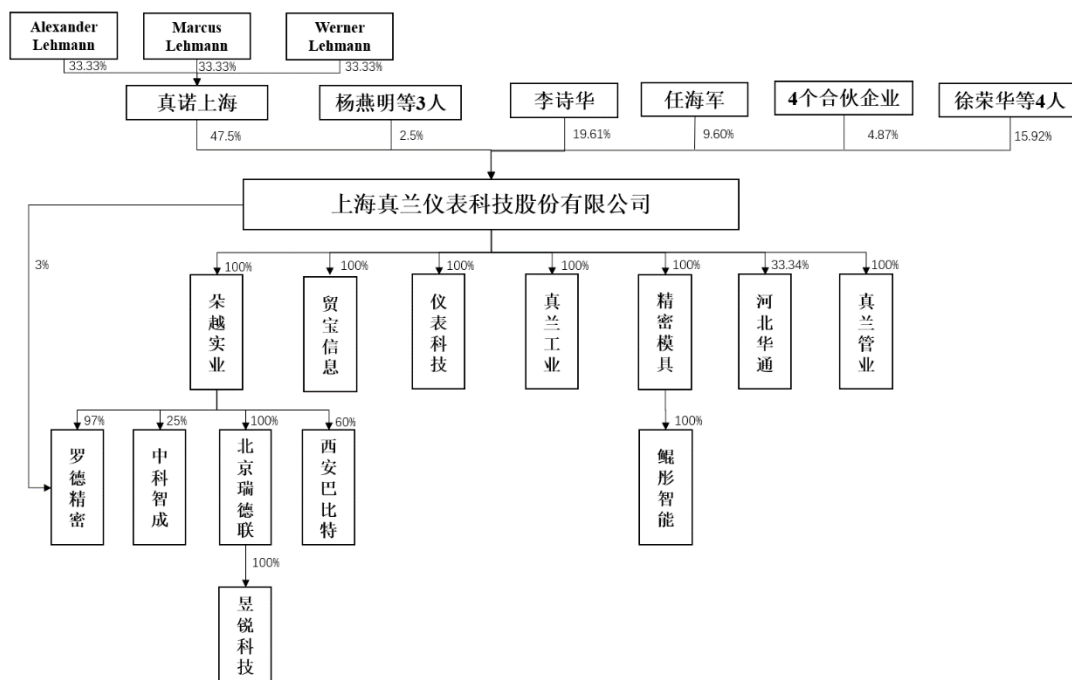 Alexander
Lehmann
Marcus
Lehmann
Werner
Lehmann
33.33%
33.33%
33.33%
真诺上海
杨燕明等3人
李诗华
任海军
4个合伙企业
徐荣华等4人
47.5%
2.5%
19.61%
9.60%
4.87%
15.92%
上海真兰仪表科技股份有限公司
3%
100%
100%
100%
100%
100%
33.34%
100%
朵越实业
贸宝信息
仪表科技
真兰工业
精密模具
河北华通
真兰管业
97%
25%
100%
60%
100%
罗德精密
中科智成
北京瑞德联
西安巴比特
鲲彤智能
100%
昱锐科技